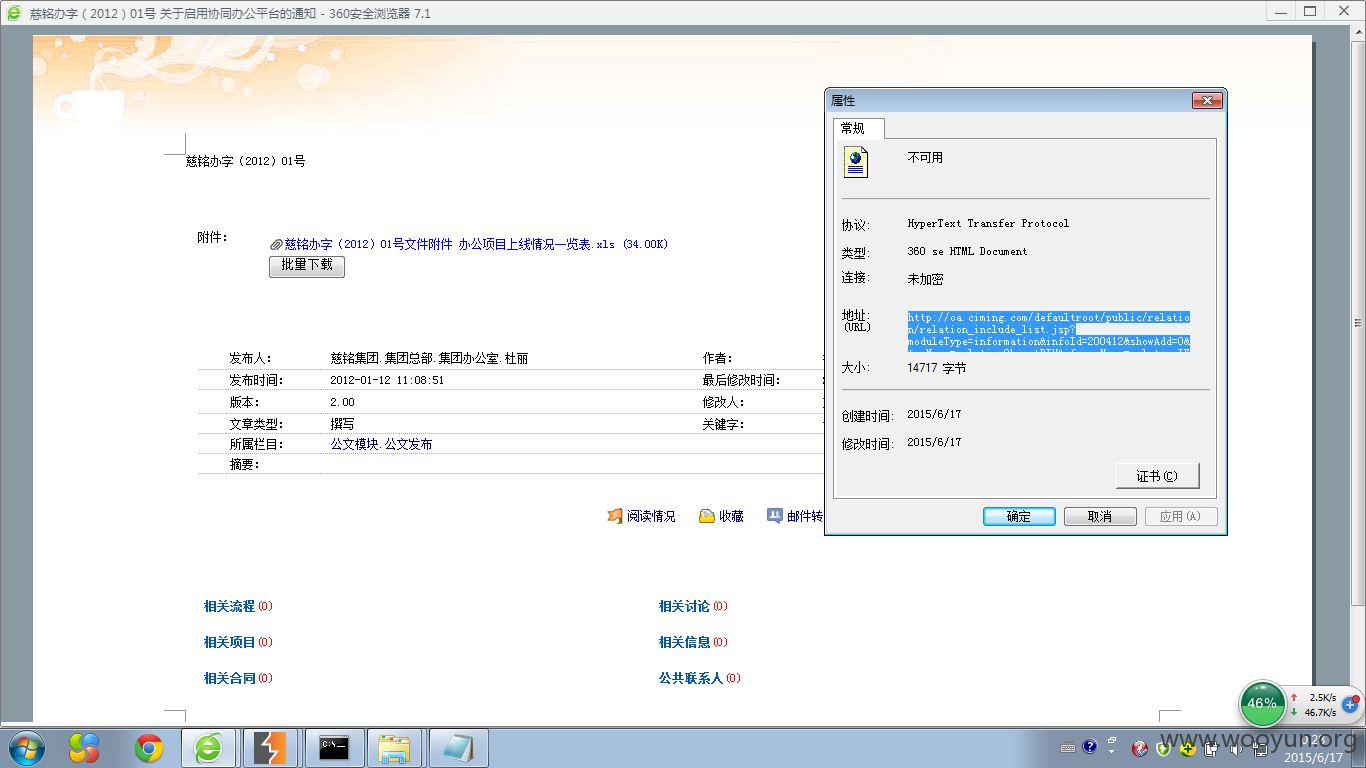 慈铭办字（2012）01号 关于启用协同办公平台的通知 - 360安全浏览器 7.1
慈铭办字（2012）01号
附件：
慈铭办字（2012）01号文件附件 办公项目上线情况一览表.xls (34.00K)
批量下载
发布人： 慈铭集团.集团总部.集团办公室.杜丽 作者：
发布时间： 2012-01-12 11:08:51 最后修改时间：
版本： 2.00 修改人：
文章类型： 撰写 关键字：
所属栏目： 公文模块.公文发布
摘要：
阅读情况 收藏 邮件转
相关流程(0) 相关讨论(0)
相关项目(0) 相关信息(0)
相关合同(0) 公共联系人(0)
属性
常规
不可用
协议： HyperText Transfer Protocol
类型： 360 se HTML Document
连接： 未加密
地址：
(URL)
http://oa.ciming.com/defaultroot/public/relatio
n/relation_include_list.jsp?
moduleType=information&infoId=200412&showAdd=0&
大小： 14717 字节
创建时间： 2015/6/17
修改时间： 2015/6/17
证书(C)
确定 取消 应用(A)
46%
2.5K/s
46.7K/s
C:\_
www.wooyun.org
2015/6/17